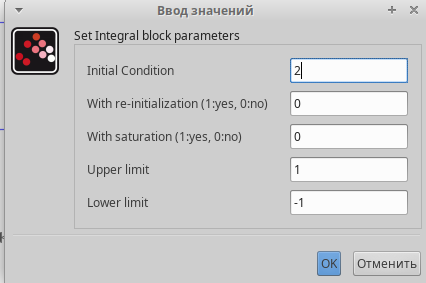 Ввод значений
Set Integral block parameters
Initial Condition 2
With re-initialization (1:yes, 0:no) 0
With saturation (1:yes, 0:no) 0
Upper limit 1
Lower limit -1
OK Отменить